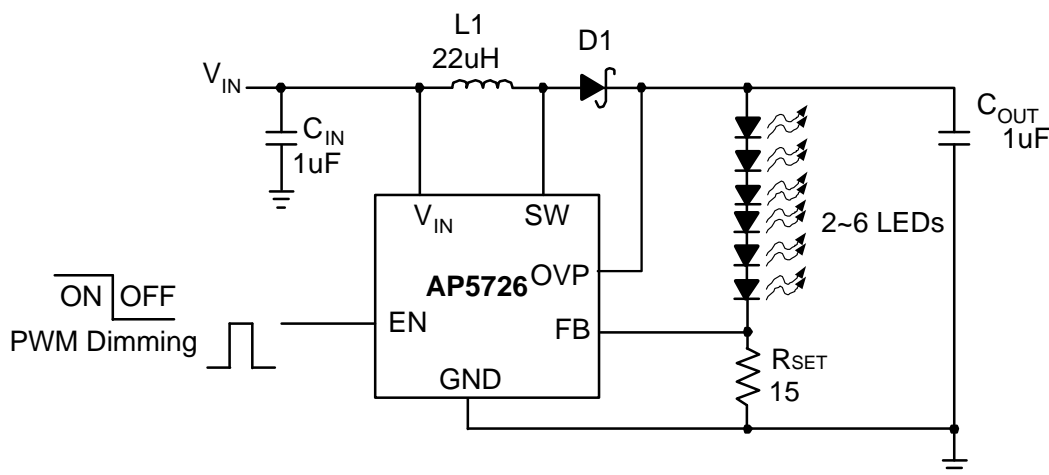 L1
22uH
D1
VIN
CIN
1uF
COUT
1uF
VIN
SW
2~6 LEDs
AP5726
OVP
ON OFF
PWM Dimming
EN
FB
GND
RSET
15